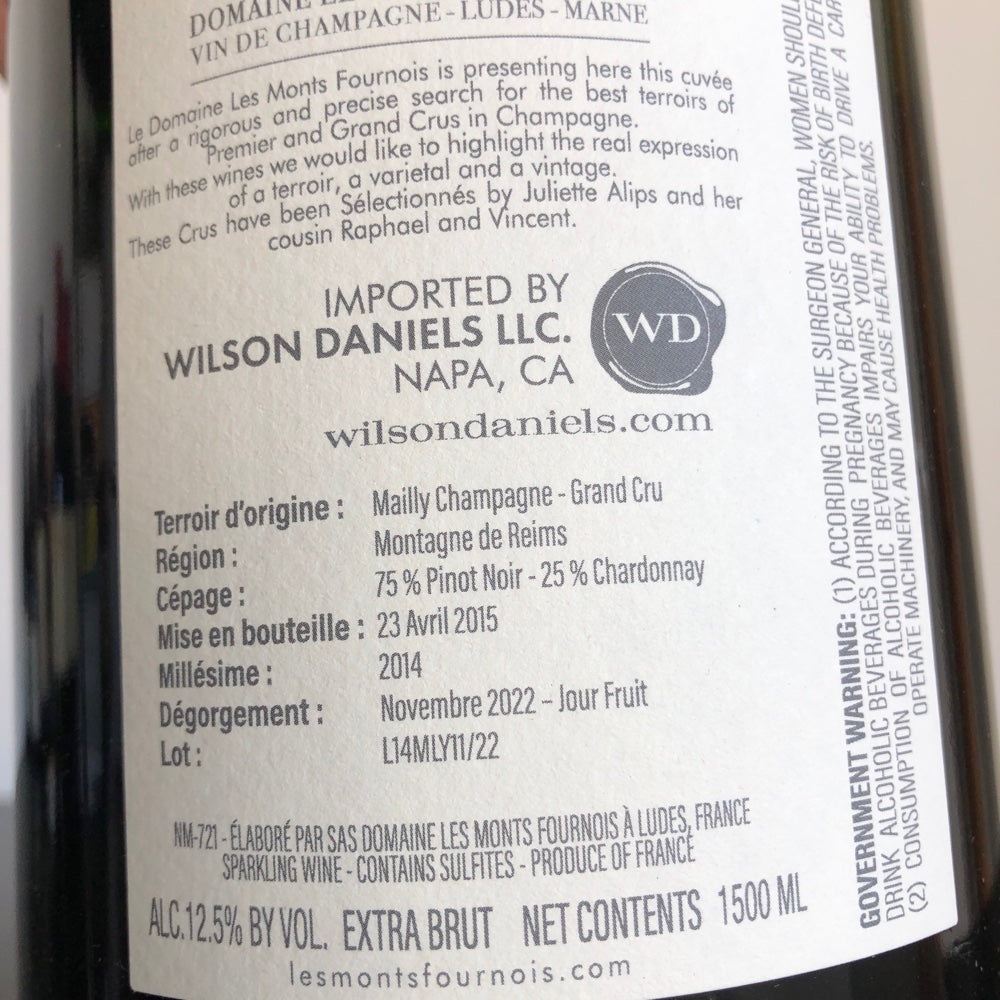 DOMAINE
VIN DE CHAMPAGNE - LUDES - MARNE
Le Domaine Les Monts Fournois is presenting here this cuvée
after a rigorous and precise search for the best terroirs of
Premier and Grand Crus in Champagne.
With these wines we would like to highlight the real expression
of a terroir, a varietal and a vintage.
These Crus have been Sélectionnés by Juliette Alips and her
cousin Raphael and Vincent.
IMPORTED BY
WILSON DANIELS LLC.
NAPA, CA
WD
wilsondaniels.com
Terroir d'origine : Mailly Champagne - Grand Cru
Région : Montagne de Reims
Cépage : 75 % Pinot Noir - 25 % Chardonnay
Mise en bouteille : 23 Avril 2015
Millésime : 2014
Dégorgement : Novembre 2022 – Jour Fruit
Lot : L14MLY11/22
NM-721 - ÉLABORÉ PAR SAS DOMAINE LES MONTS FOURNOIS À LUDES, FRANCE
SPARKLING WINE - CONTAINS SULFITES - PRODUCE OF FRANCE
ALC.12.5% BY VOL. EXTRA BRUT NET CONTENTS 1500 ML
lesmontsfournois.com
GOVERNMENT WARNING: (1) ACCORDING TO THE SURGEON GENERAL, WOMEN
DRINK ALCOHOLIC BEVERAGES DURING PREGNANCY BECAUSE OF THE RISK OF BIRTH
(2) CONSUMPTION OF ALCOHOLIC BEVERAGES IMPAIRS YOUR ABILITY TO DRIVE A
OPERATE MACHINERY, AND MAY CAUSE HEALTH PROBLEMS.